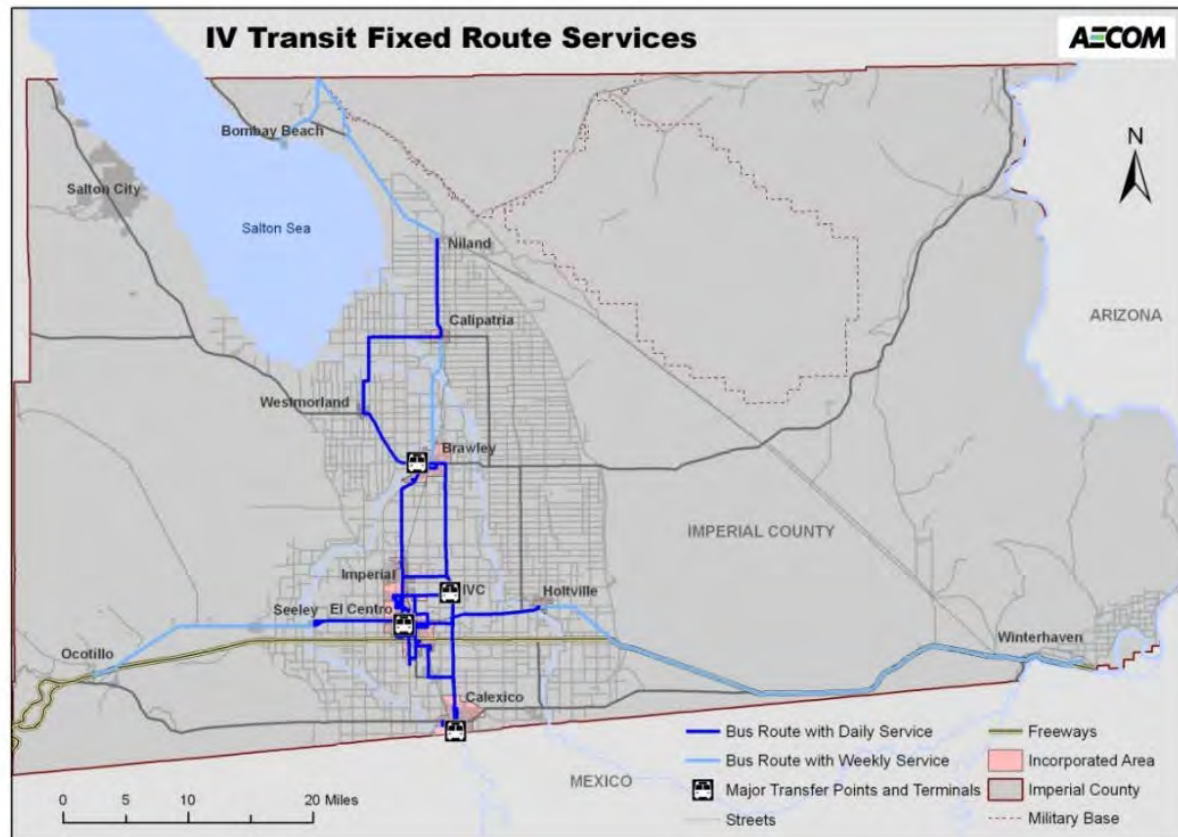 IV Transit Fixed Route Services
AECOM
Bombay Beach
Salton City
Salton Sea
N
Niland
ARIZONA
Calipatria
Westmorland
Brawley
IMPERIAL COUNTY
Imperial
IVC
Holtville
Seeley
El Centro
Winterhaven
Ocotillo
Calexico
MEXICO
Bus Route with Daily Service
Bus Route with Weekly Service
Major Transfer Points and Terminals
Streets
Freeways
Incorporated Area
Imperial County
Military Base
0 5 10 20 Miles